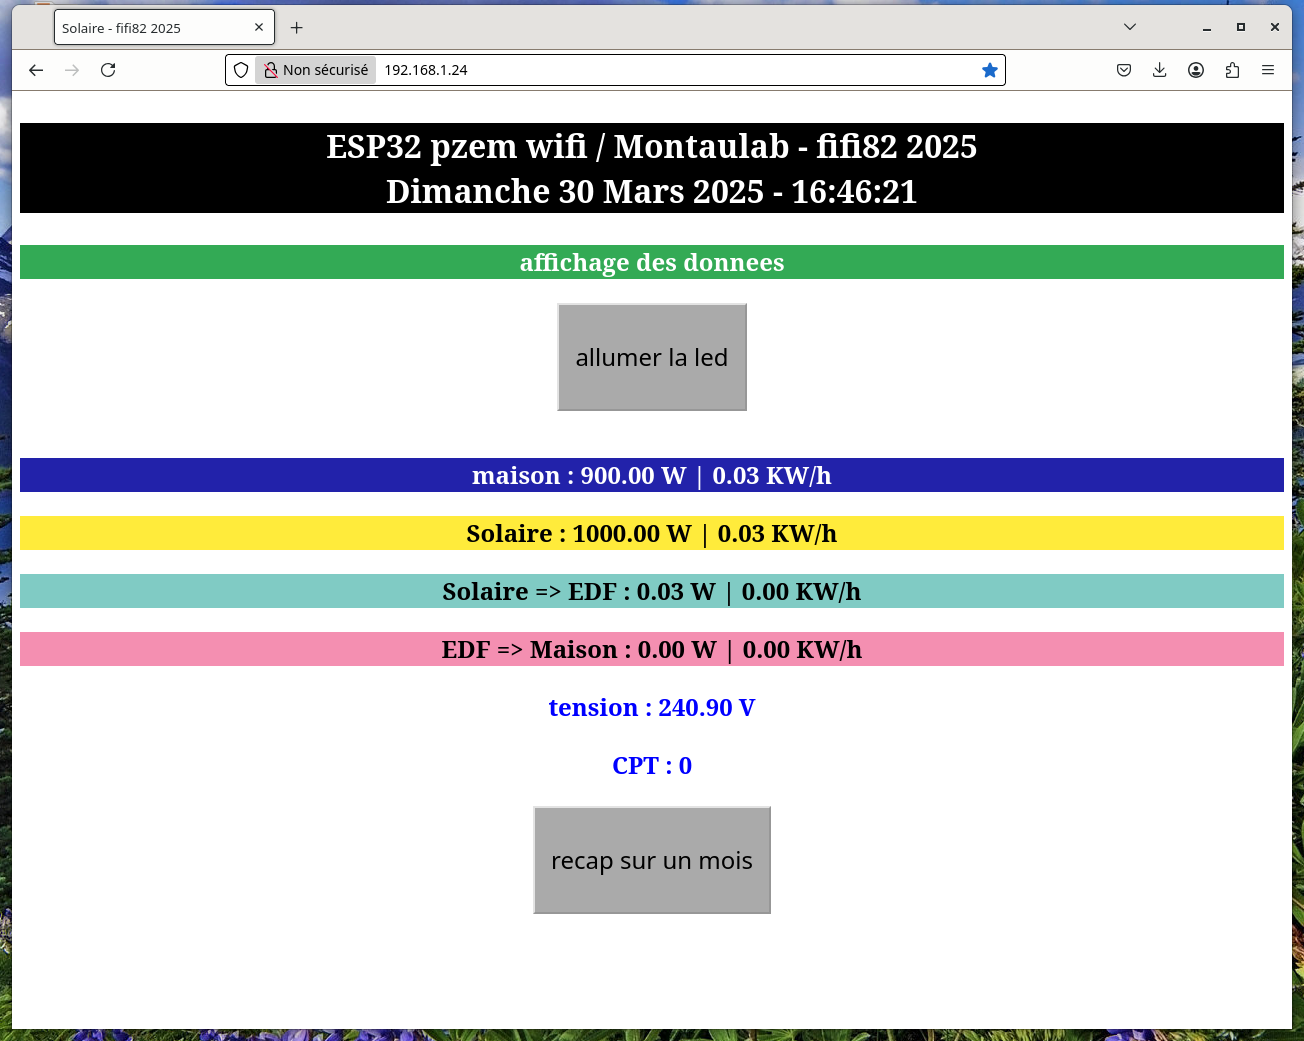 Solaire - fifi82 2025
Non sécurisé 192.168.1.24
ESP32 pzem wifi / Montaulab - fifi82 2025
Dimanche 30 Mars 2025 - 16:46:21
affichage des donnees
allumer la led
maison : 900.00 W | 0.03 KW/h
Solaire : 1000.00 W | 0.03 KW/h
Solaire => EDF : 0.03 W | 0.00 KW/h
EDF => Maison : 0.00 W | 0.00 KW/h
tension : 240.90 V
CPT : 0
recap sur un mois